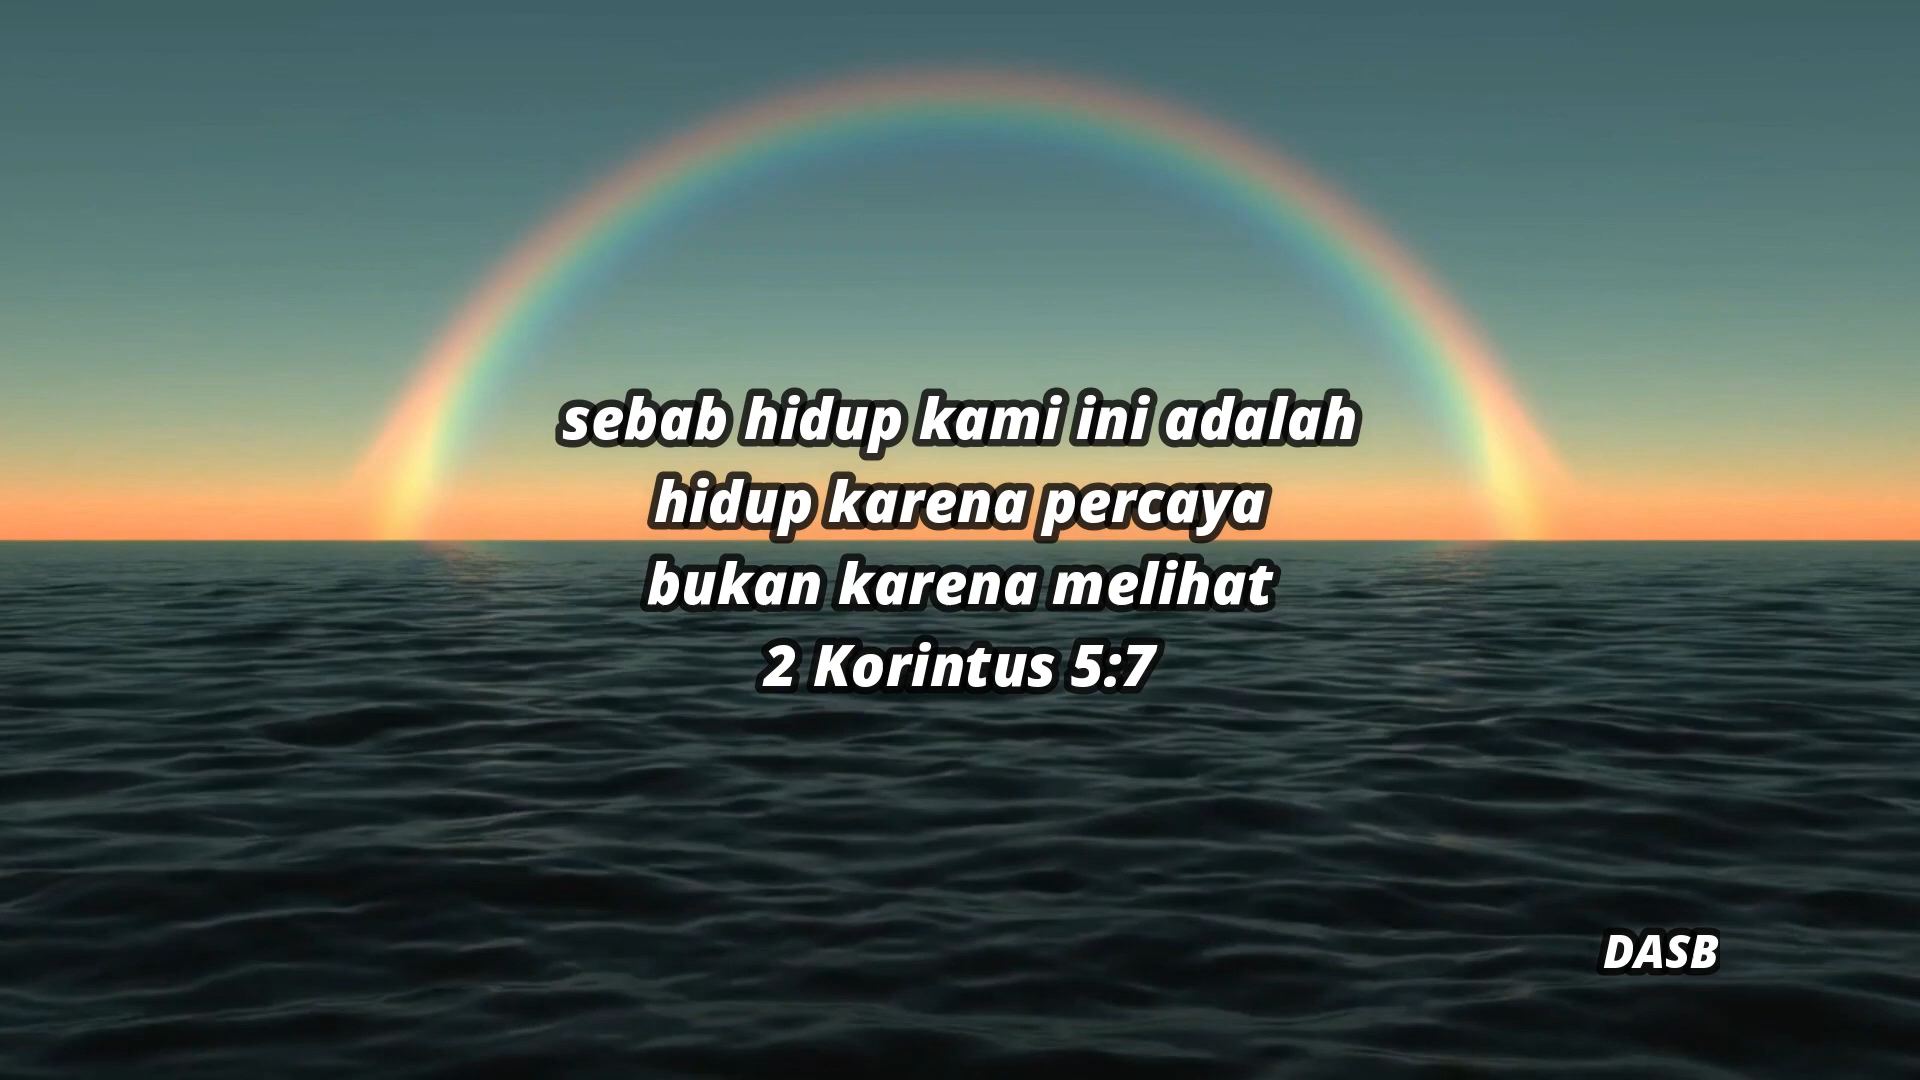 sebab hidup kami ini adalah
hidup karena percaya
bukan karena melihat
2 Korintus 5:7
DASB